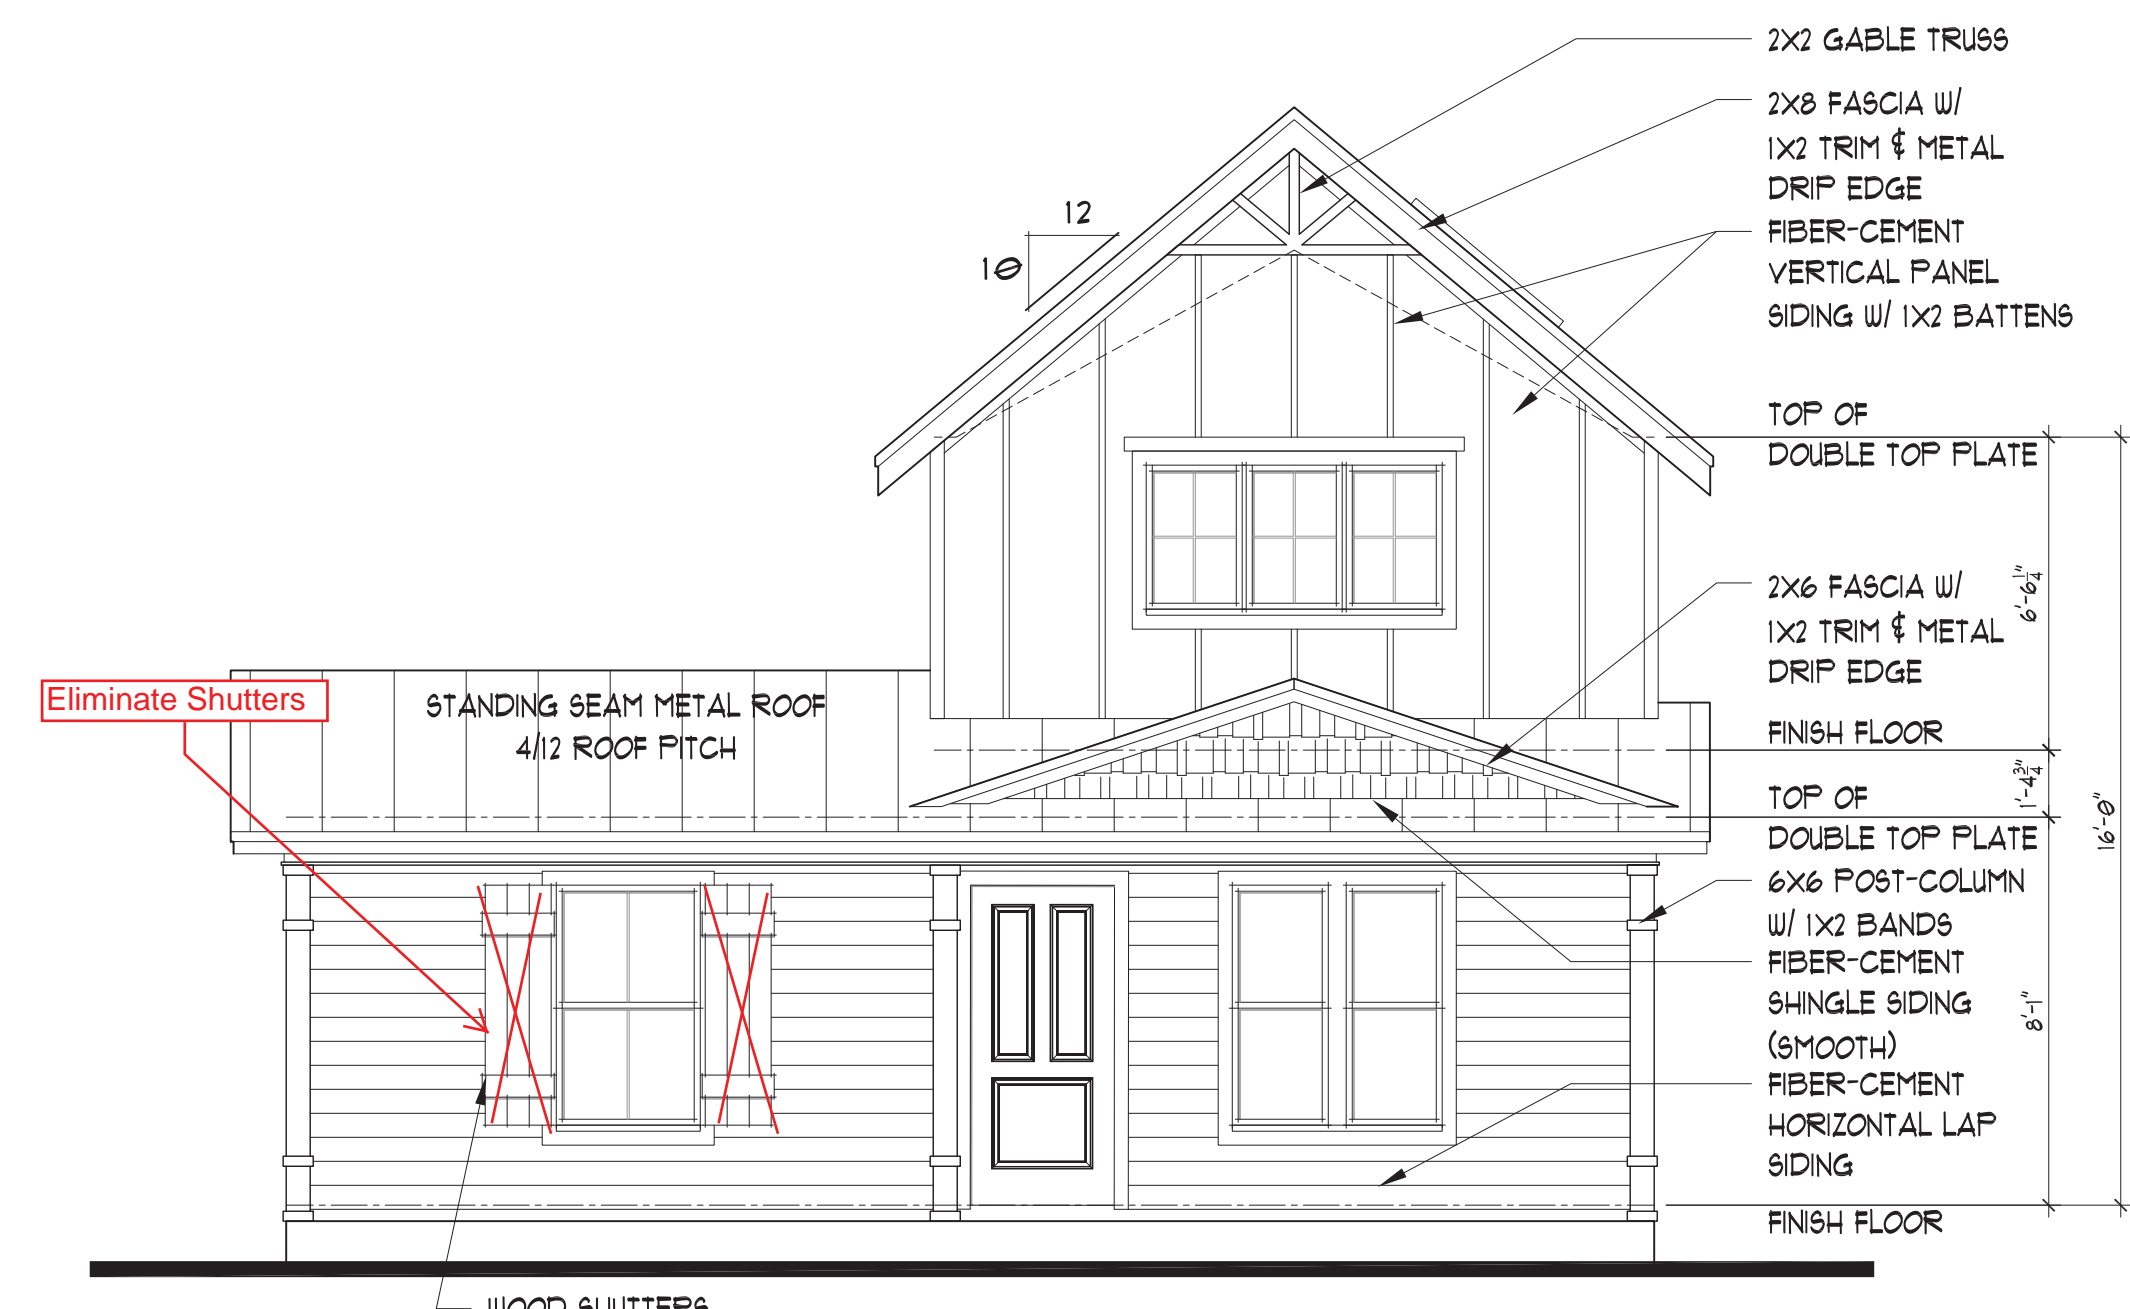 2X2 GABLE TRUSS
2X8 FASCIA W/
1X2 TRIM & METAL
DRIP EDGE
12
10
FIBER-CEMENT
VERTICAL PANEL
SIDING W/ 1X2 BATTENS
TOP OF
DOUBLE TOP PLATE
2X6 FASCIA W/
1X2 TRIM & METAL
DRIP EDGE
6'-6 1/4"
Eliminate Shutters
STANDING SEAM METAL ROOF
4/12 ROOF PITCH
FINISH FLOOR
1'-4 3/4"
TOP OF
DOUBLE TOP PLATE
16'-0"
6X6 POST-COLUMN
W/ 1X2 BANDS
FIBER-CEMENT
SHINGLE SIDING
(SMOOTH)
8'-1"
FIBER-CEMENT
HORIZONTAL LAP
SIDING
FINISH FLOOR
WOOD SHUTTERS